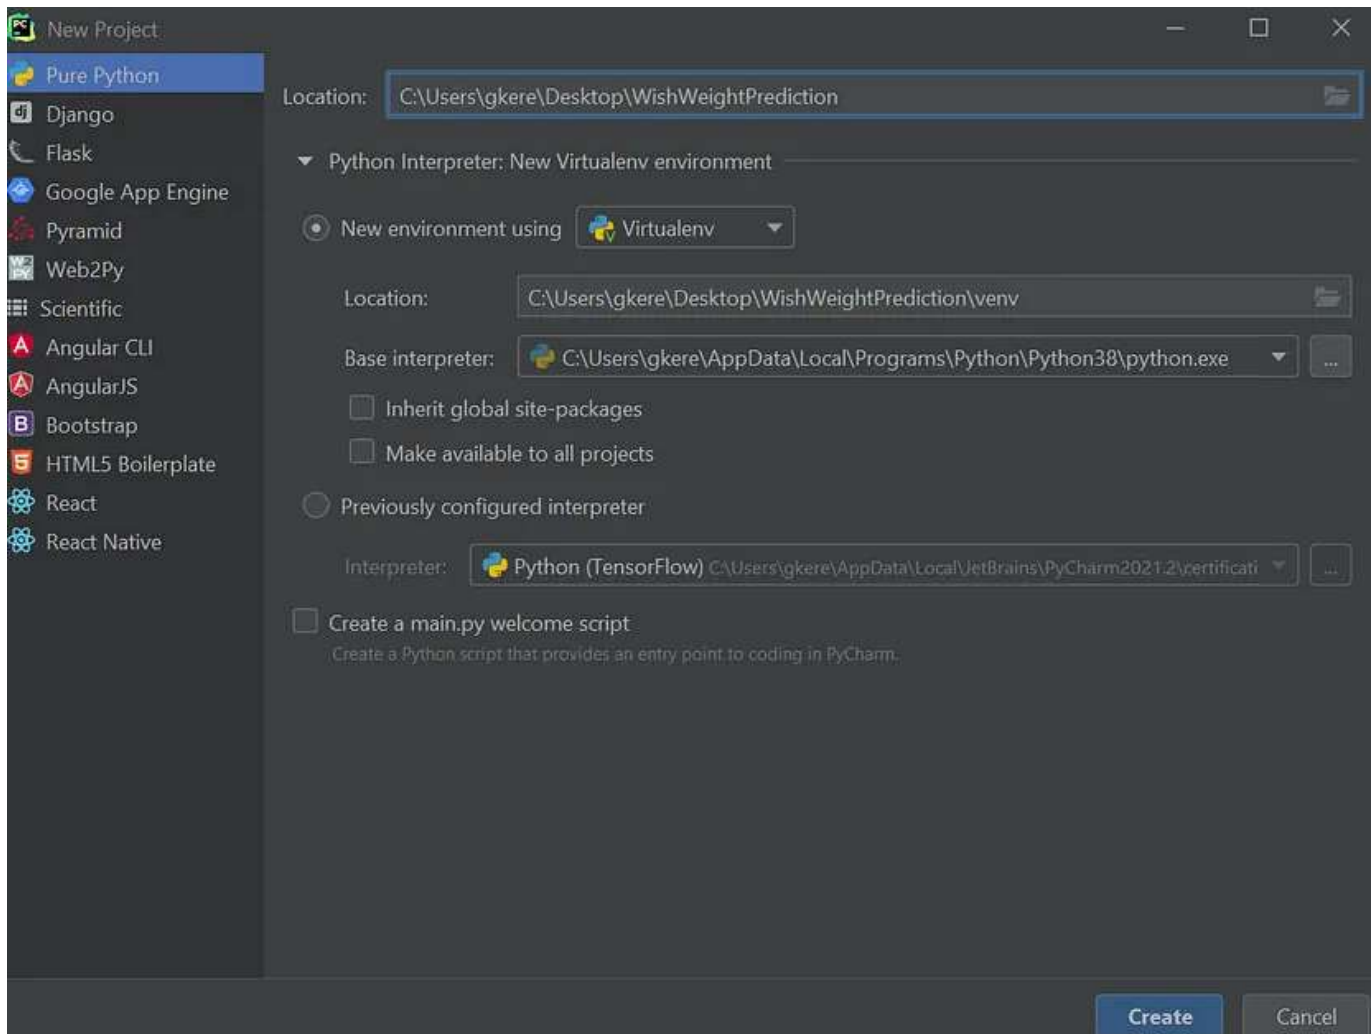 New Project
Pure Python
Django
Flask
Google App Engine
Pyramid
Web2Py
Scientific
Angular CLI
AngularJS
Bootstrap
HTML5 Boilerplate
React
React Native
Location: C:\Users\gkere\Desktop\WishWeightPrediction
Python Interpreter: New Virtualenv environment
New environment using Virtualenv
Location: C:\Users\gkere\Desktop\WishWeightPrediction\venv
Base interpreter: C:\Users\gkere\AppData\Local\Programs\Python\Python38\python.exe ...
Inherit global site-packages
Make available to all projects
Previously configured interpreter
Interpreter: Python (TensorFlow) C:\Users\gkere\AppData\Local\JetBrains\PyCharm2021.2\certificati ...
Create a main.py welcome script
Create a Python script that provides an entry point to coding in PyCharm.
Create Cancel